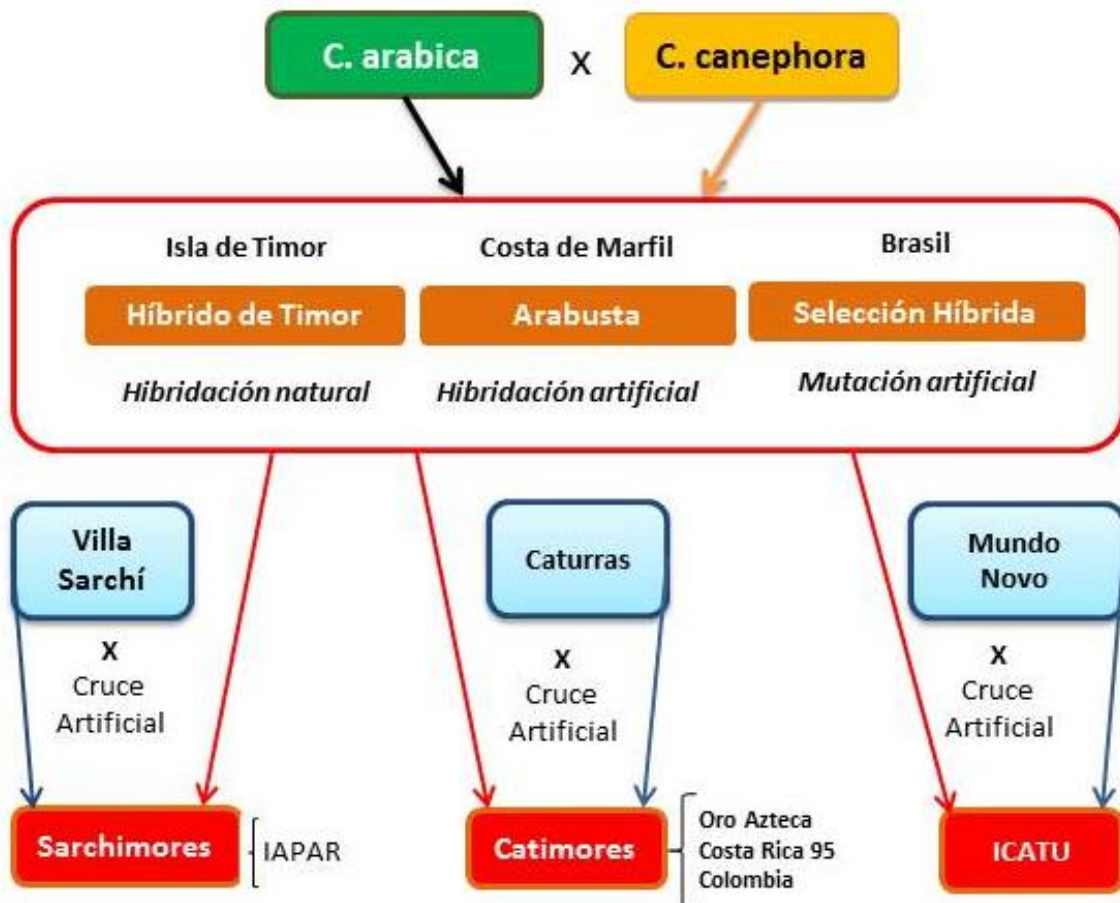 C. arabica
X
C. canephora
Isla de Timor
Costa de Marfil
Brasil
Híbrido de Timor
Arabusta
Selección Híbrida
Hibridación natural
Hibridación artificial
Mutación artificial
Villa
Sarchí
X
Cruce
Artificial
Caturras
X
Cruce
Artificial
Mundo
Novo
X
Cruce
Artificial
Sarchimores
IAPAR
Catimores
Oro Azteca
Costa Rica 95
Colombia
ICATU